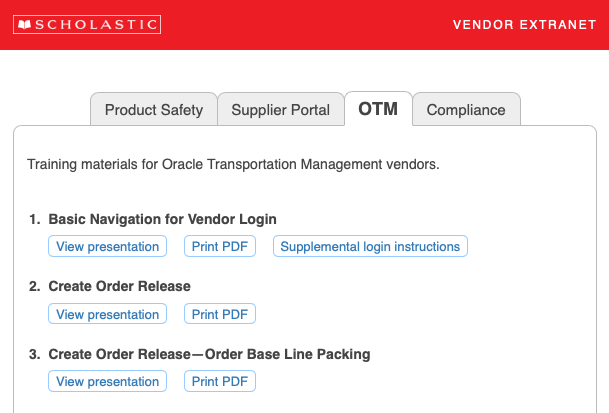 SCHOLASTIC
VENDOR EXTRANET
Product Safety Supplier Portal OTM Compliance
Training materials for Oracle Transportation Management vendors.
1. Basic Navigation for Vendor Login
View presentation Print PDF Supplemental login instructions
2. Create Order Release
View presentation Print PDF
3. Create Order Release—Order Base Line Packing
View presentation Print PDF